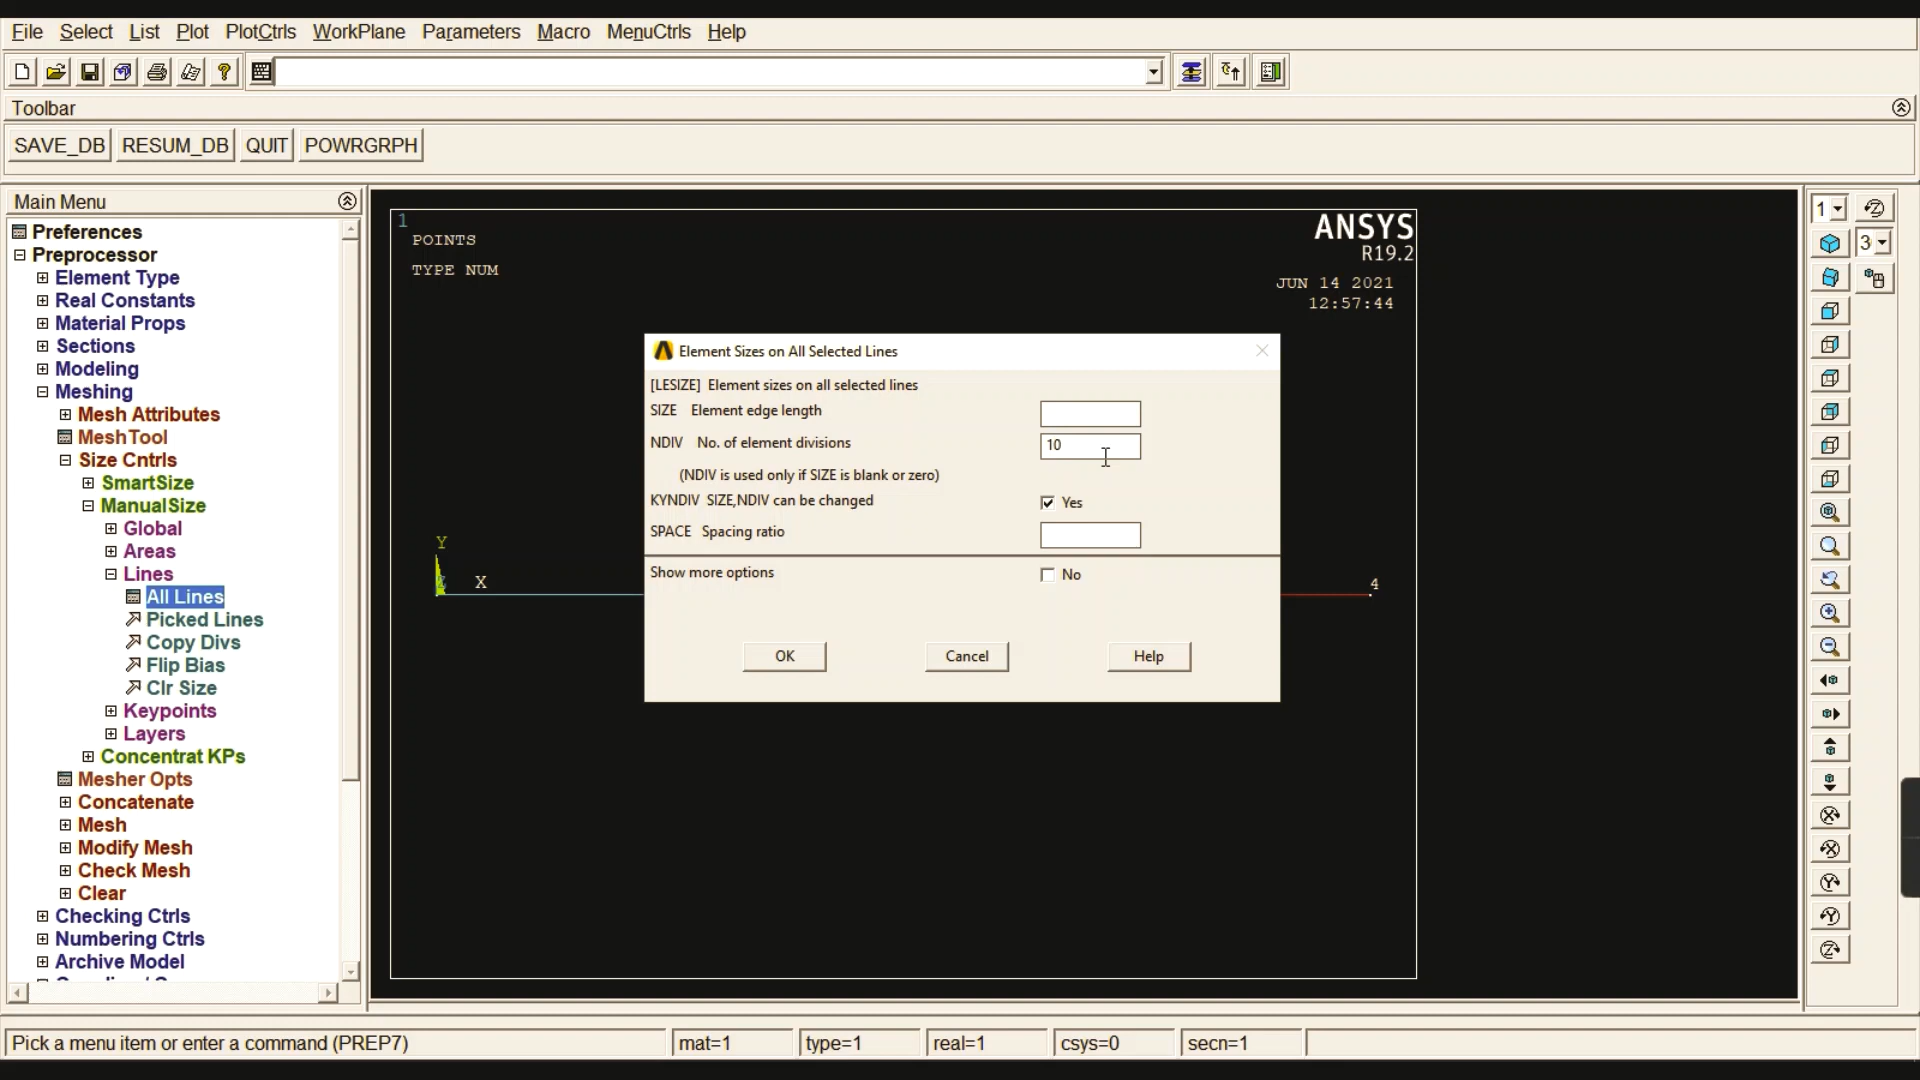 File Select List Plot PlotCtrls WorkPlane Parameters Macro MenuCtrls Help
Toolbar
SAVE_DB RESUM_DB QUIT POWRGRPH
Main Menu
Preferences
Preprocessor
Element Type
Real Constants
Material Props
Sections
Modeling
Meshing
Mesh Attributes
MeshTool
Size Cntrls
SmartSize
ManualSize
Global
Areas
Lines
All Lines
Picked Lines
Copy Divs
Flip Bias
Clr Size
Keypoints
Layers
Concentrat KPs
Mesher Opts
Concatenate
Mesh
Modify Mesh
Check Mesh
Clear
Checking Ctrls
Numbering Ctrls
Archive Model
1
POINTS
TYPE NUM
ANSYS
R19.2
JUN 14 2021
12:57:44
Element Sizes on All Selected Lines
[LESIZE] Element sizes on all selected lines
SIZE Element edge length
NDIV No. of element divisions 10
(NDIV is used only if SIZE is blank or zero)
KYNDIV SIZE,NDIV can be changed Yes
SPACE Spacing ratio
Show more options No
OK Cancel Help
Y
X
4
1
3
Pick a menu item or enter a command (PREP7) mat=1 type=1 real=1 csys=0 secn=1